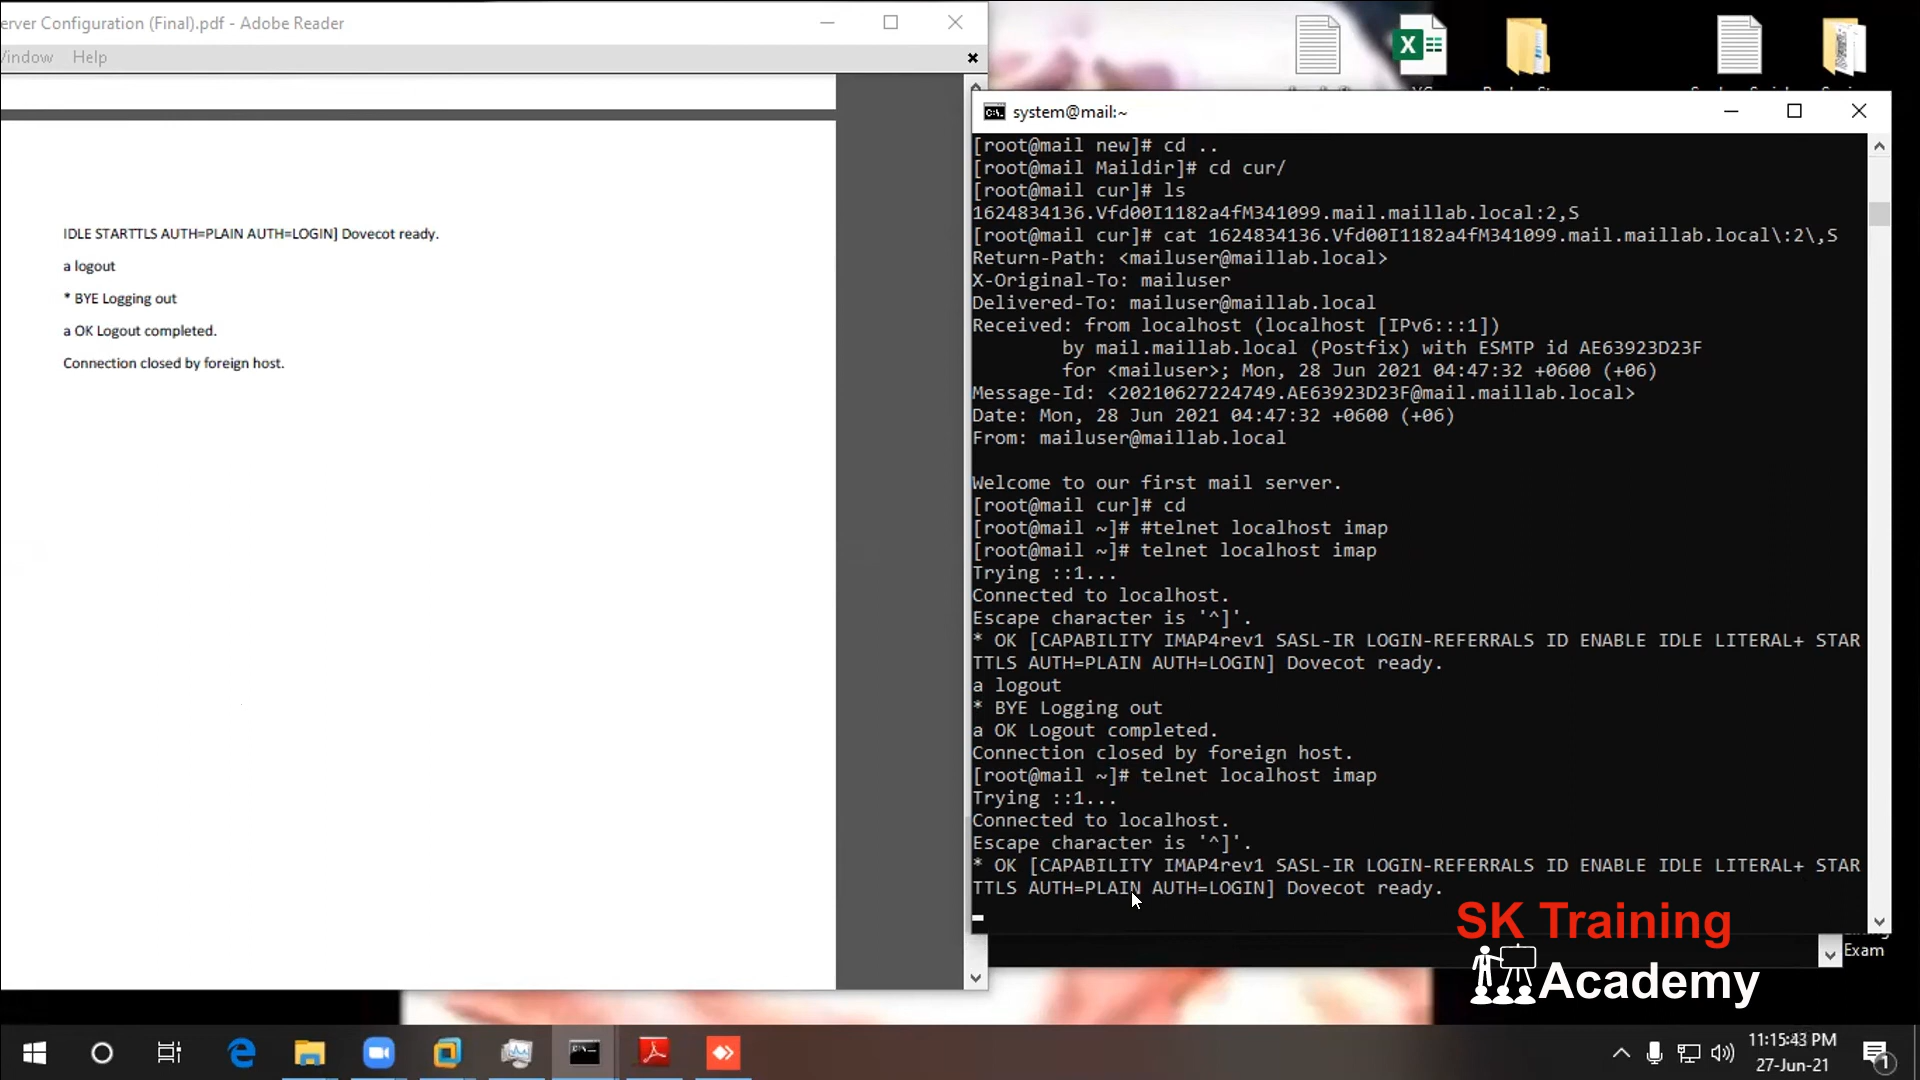 erver Configuration (Final).pdf - Adobe Reader
Window Help
IDLE STARTTLS AUTH=PLAIN AUTH=LOGIN] Dovecot ready.
a logout
* BYE Logging out
a OK Logout completed.
Connection closed by foreign host.
system@mail:~
[root@mail new]# cd ..
[root@mail Maildir]# cd cur/
[root@mail cur]# ls
1624834136.Vfd00I1182a4fM341099.mail.maillab.local:2,S
[root@mail cur]# cat 1624834136.Vfd00I1182a4fM341099.mail.maillab.local\:2\,S
Return-Path: <mailuser@maillab.local>
X-Original-To: mailuser
Delivered-To: mailuser@maillab.local
Received: from localhost (localhost [IPv6:::1])
by mail.maillab.local (Postfix) with ESMTP id AE63923D23F
for <mailuser>; Mon, 28 Jun 2021 04:47:32 +0600 (+06)
Message-Id: <20210627224749.AE63923D23F@mail.maillab.local>
Date: Mon, 28 Jun 2021 04:47:32 +0600 (+06)
From: mailuser@maillab.local
Welcome to our first mail server.
[root@mail cur]# cd
[root@mail ~]# #telnet localhost imap
[root@mail ~]# telnet localhost imap
Trying ::1...
Connected to localhost.
Escape character is '^]'.
* OK [CAPABILITY IMAP4rev1 SASL-IR LOGIN-REFERRALS ID ENABLE IDLE LITERAL+ STAR
TTLS AUTH=PLAIN AUTH=LOGIN] Dovecot ready.
a logout
* BYE Logging out
a OK Logout completed.
Connection closed by foreign host.
[root@mail ~]# telnet localhost imap
Trying ::1...
Connected to localhost.
Escape character is '^]'.
* OK [CAPABILITY IMAP4rev1 SASL-IR LOGIN-REFERRALS ID ENABLE IDLE LITERAL+ STAR
TTLS AUTH=PLAIN AUTH=LOGIN] Dovecot ready.
Exam
SK Training
Academy
11:15:43 PM
27-Jun-21
1